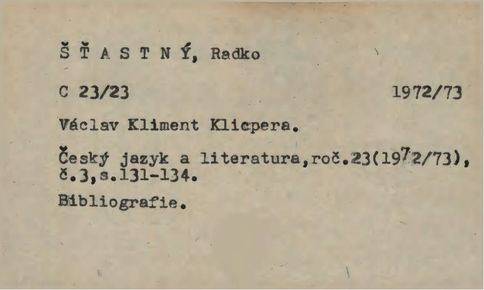 Š Ť A S T N Ý, Radko
C 23/23 1972/73
Václav Kliment Klicpera.
Český jazyk a literatura,roč.23(1972/73),
č.3,s.131-134.
Bibliografie.